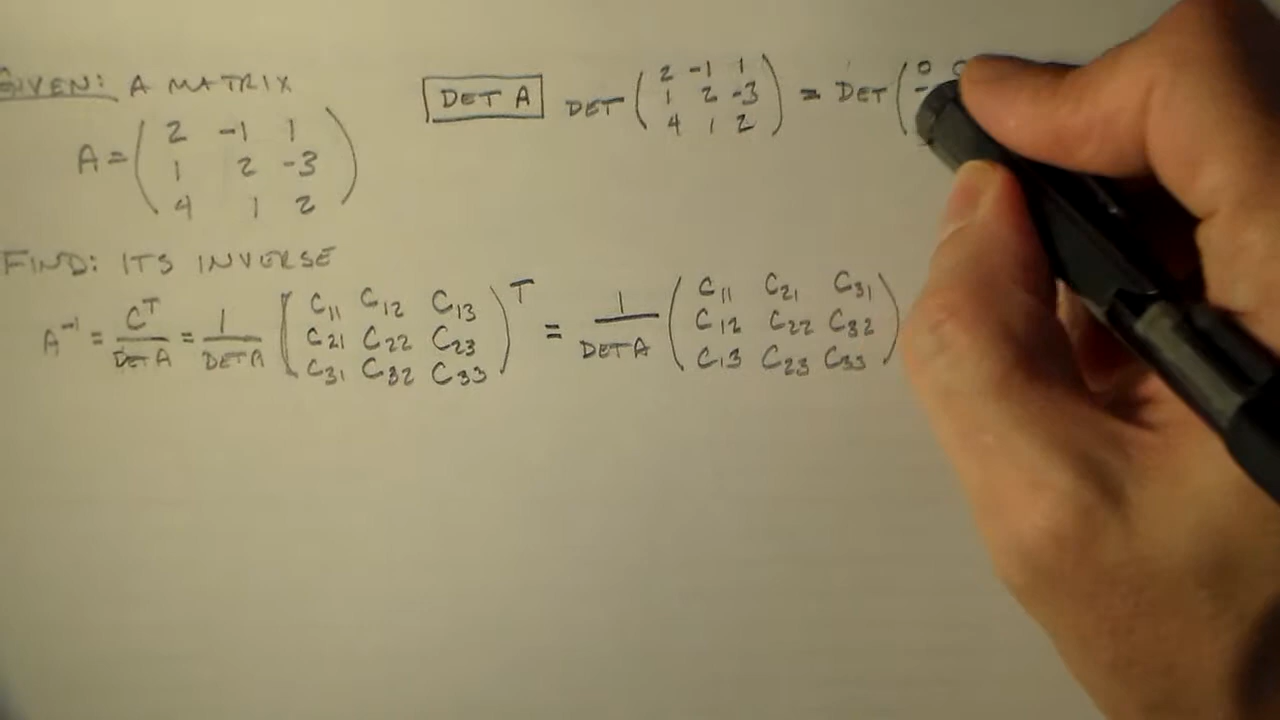 GIVEN: A MATRIX
A = ( 2 -1 1
1 2 -3
4 1 2 )
FIND: ITS INVERSE
A⁻¹ = Cᵀ / DET A = 1 / DET A ( C11 C12 C13
C21 C22 C23
C31 C32 C33 )ᵀ = 1 / DET A ( C11 C21 C31
C12 C22 C32
C13 C23 C33 )
DET A DET ( 2 -1 1
1 2 -3
4 1 2 ) = DET ( 0
-